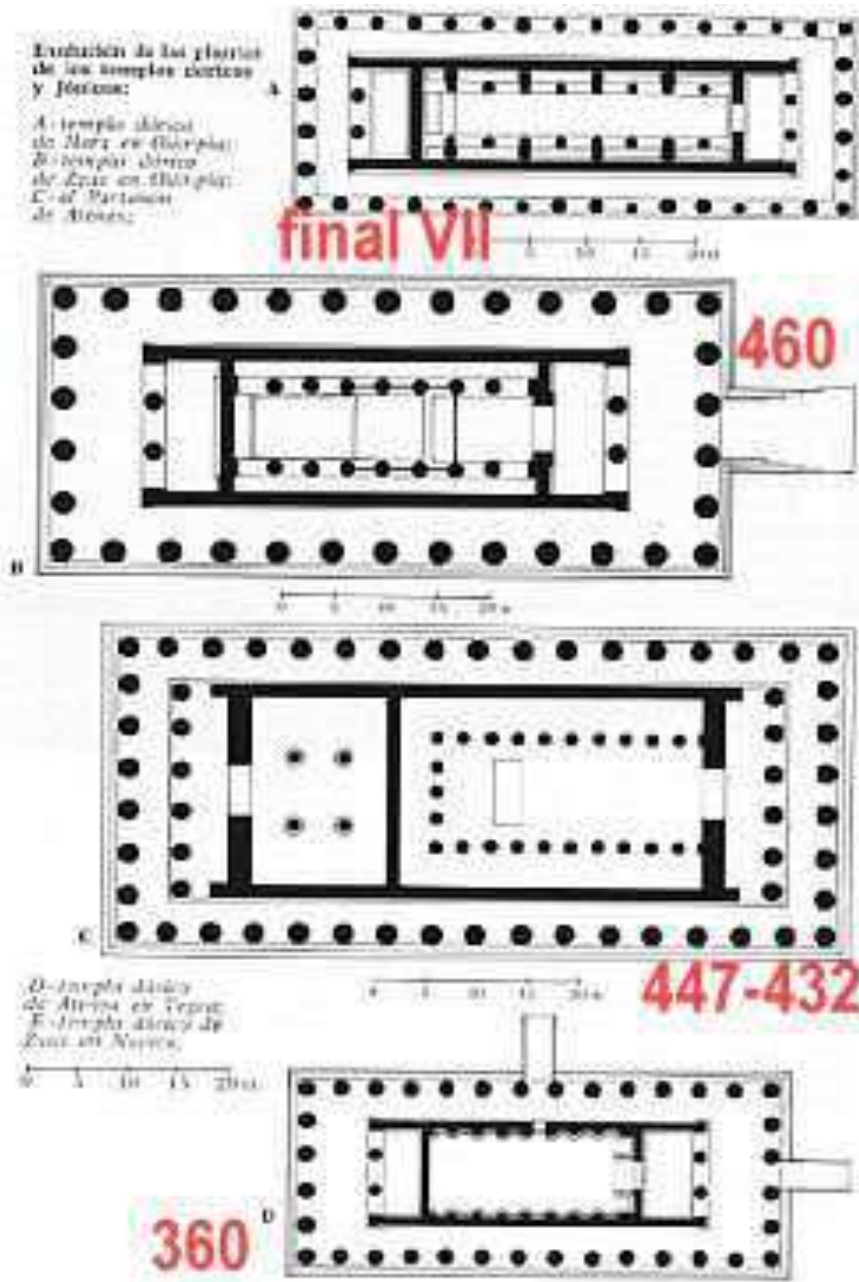 Evolución de las plantas
de los templos dóricos
y jónicos:
A
A-templo dórico
de Hera en Olimpia;
B-templo dórico
de Zeus en Olimpia;
C-el Partenón
de Atenas;
final VII
5 10 15 20 m
460
B
0 5 10 15 20 m
C
447-432
D-templo dórico
de Atenea en Tegea;
E-templo dórico de
Zeus en Nemea;
0 5 10 15 20 m
0 5 10 15 20 m
D
360